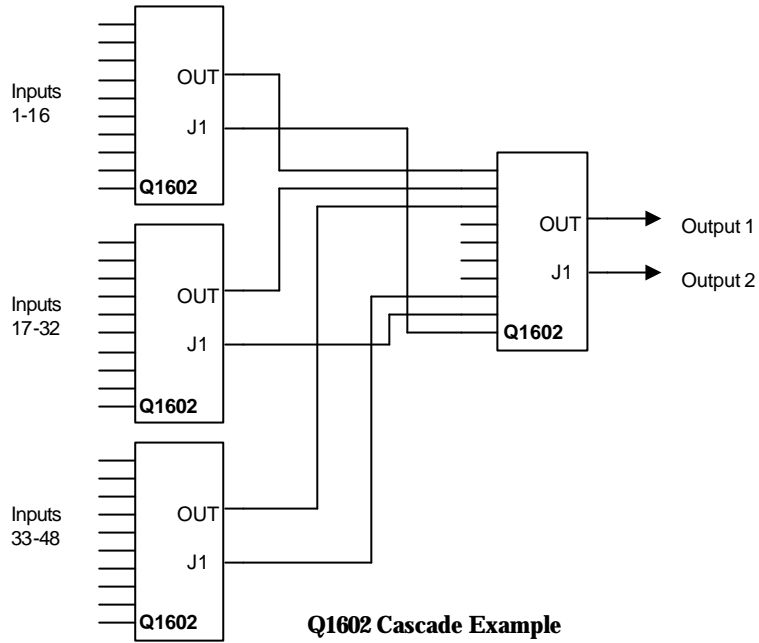 Inputs
1-16
OUT
J1
Q1602
Inputs
17-32
OUT
J1
Q1602
Inputs
33-48
OUT
J1
Q1602
OUT
J1
Q1602
Output 1
Output 2
Q1602 Cascade Example